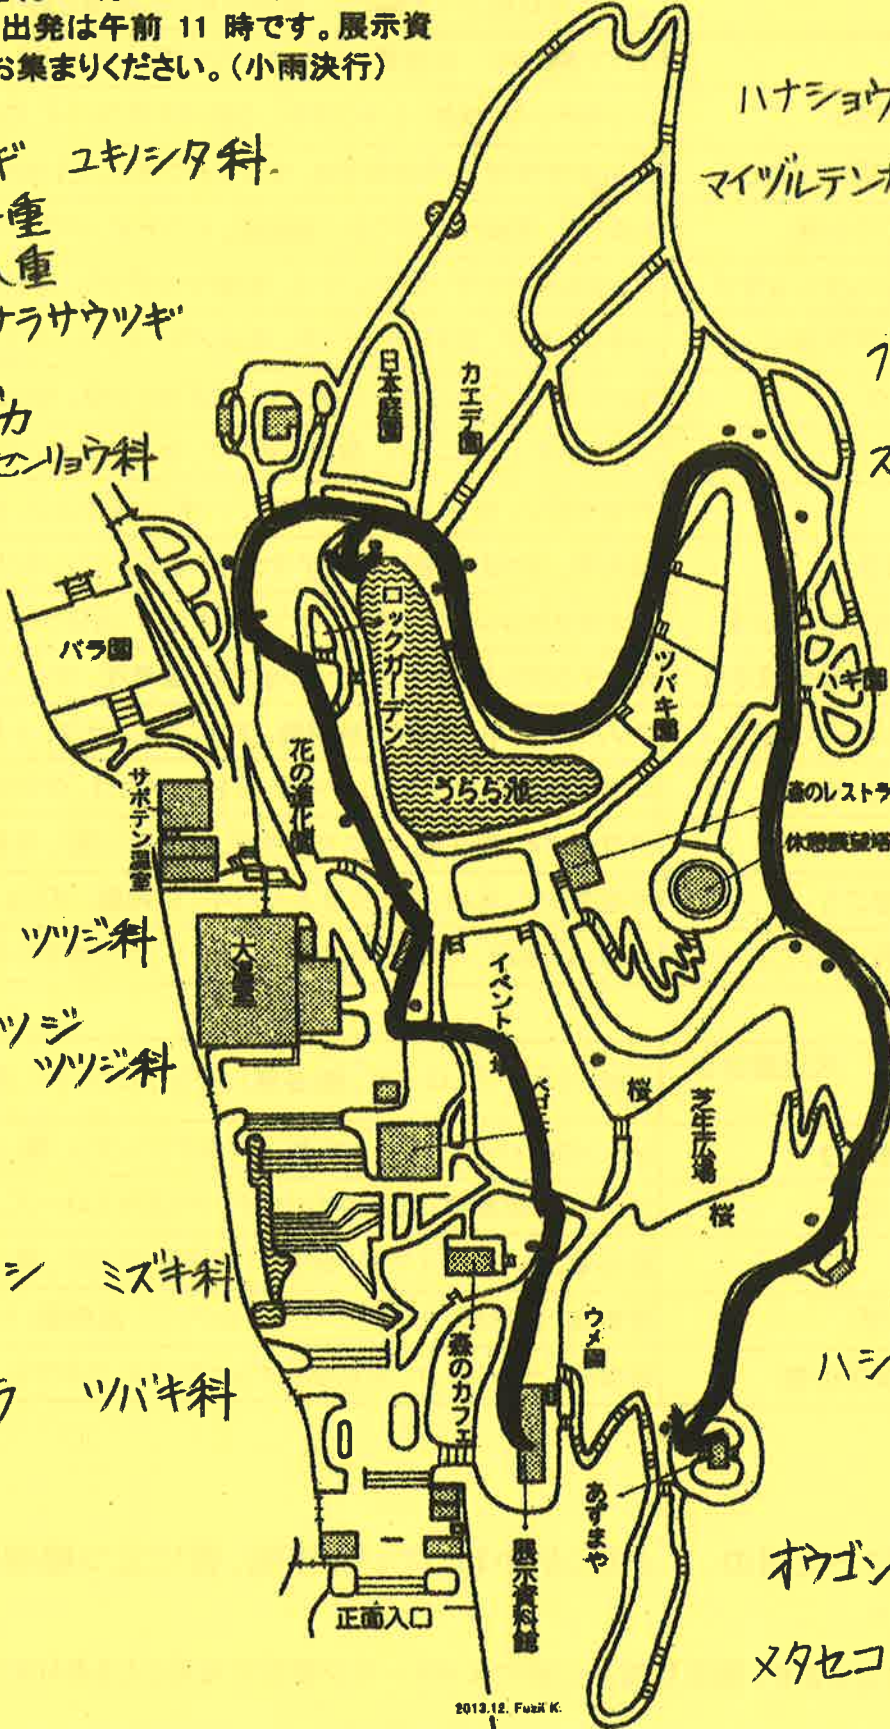 出発は午前 11 時です。展示資
お集まりください。(小雨決行)
ハナショウ
ギ ユキノシタ科
マイヅルテンナ
重
八重
ナラサウツギ
カ
センリョウ科
日本庭園
カエデ園
バラ園
ロックガーデン
ツバキ園
ハギ園
花の進化園
うらら池
サボテン温室
森のレストラ
休憩展望塔
ツツジ科
大温室
ツジ
ツツジ科
イベント
桜
芝生広場
桜
シ ミズキ科
ウメ園
森のカフェ
ラ ツバキ科
ハシ
あずまや
展示資料館
オウゴン
正面入口
メタセコ
2013.12. Fuzii K.